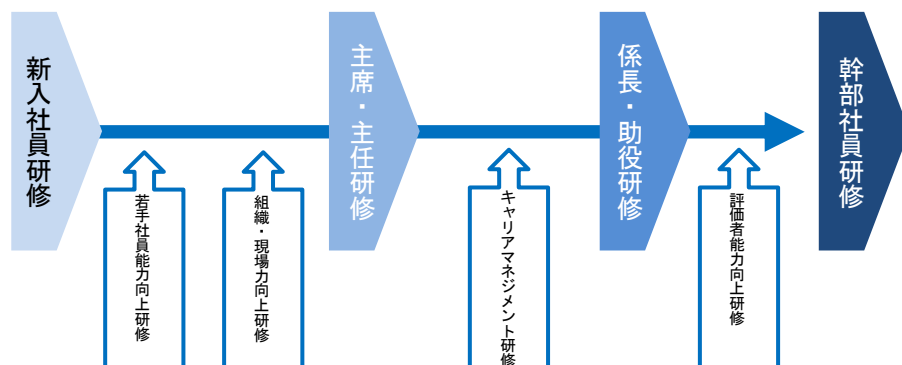 新入社員研修
若手社員能力向上研修
組織・現場力向上研修
主席・主任研修
キャリアマネジメント研修
係長・助役研修
評価者能力向上研修
幹部社員研修